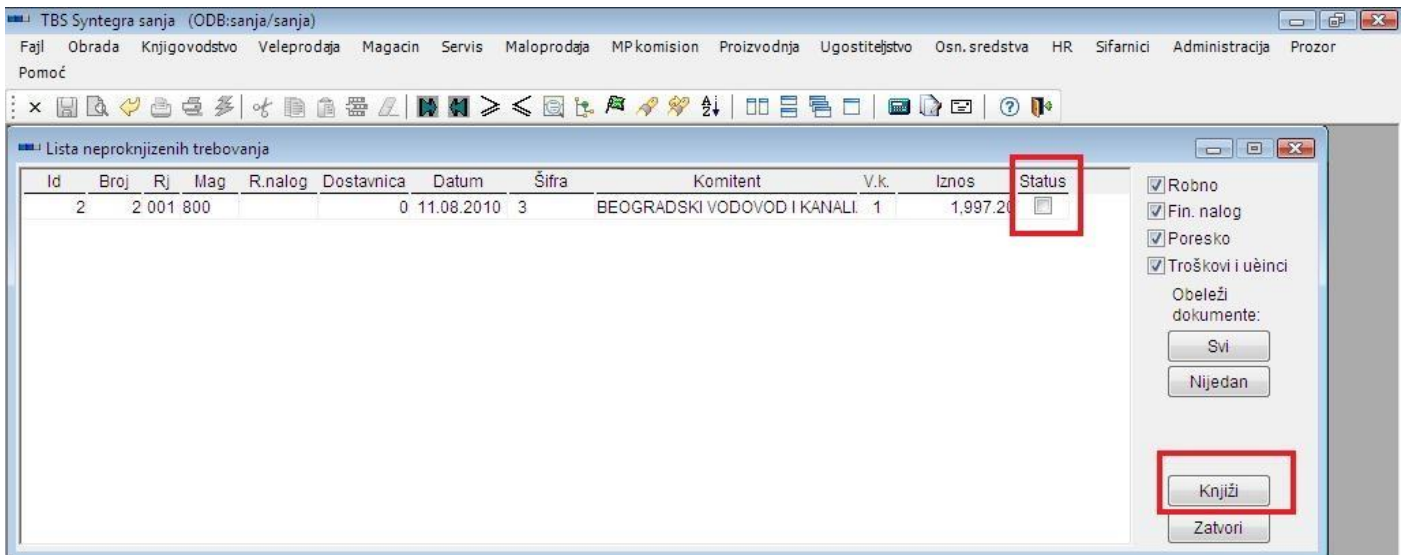 TBS Syntegra sanja (ODB:sanja/sanja)
Fajl Obrada Knjigovodstvo Veleprodaja Magacin Servis Maloprodaja MP komision Proizvodnja Ugostiteljstvo Osn. sredstva HR Sifarnici Administracija Prozor
Pomoć
Lista neproknjizenih trebovanja
Id Broj Rj Mag R.nalog Dostavnica Datum Šifra Komitent V.k. Iznos Status
2 2 001 800 0 11.08.2010 3 BEOGRADSKI VODOVOD I KANALI. 1 1,997.20
Robno
Fin. nalog
Poresko
Troškovi i uèinci
Obeleži
dokumente:
Svi
Nijedan
Knjiži
Zatvori